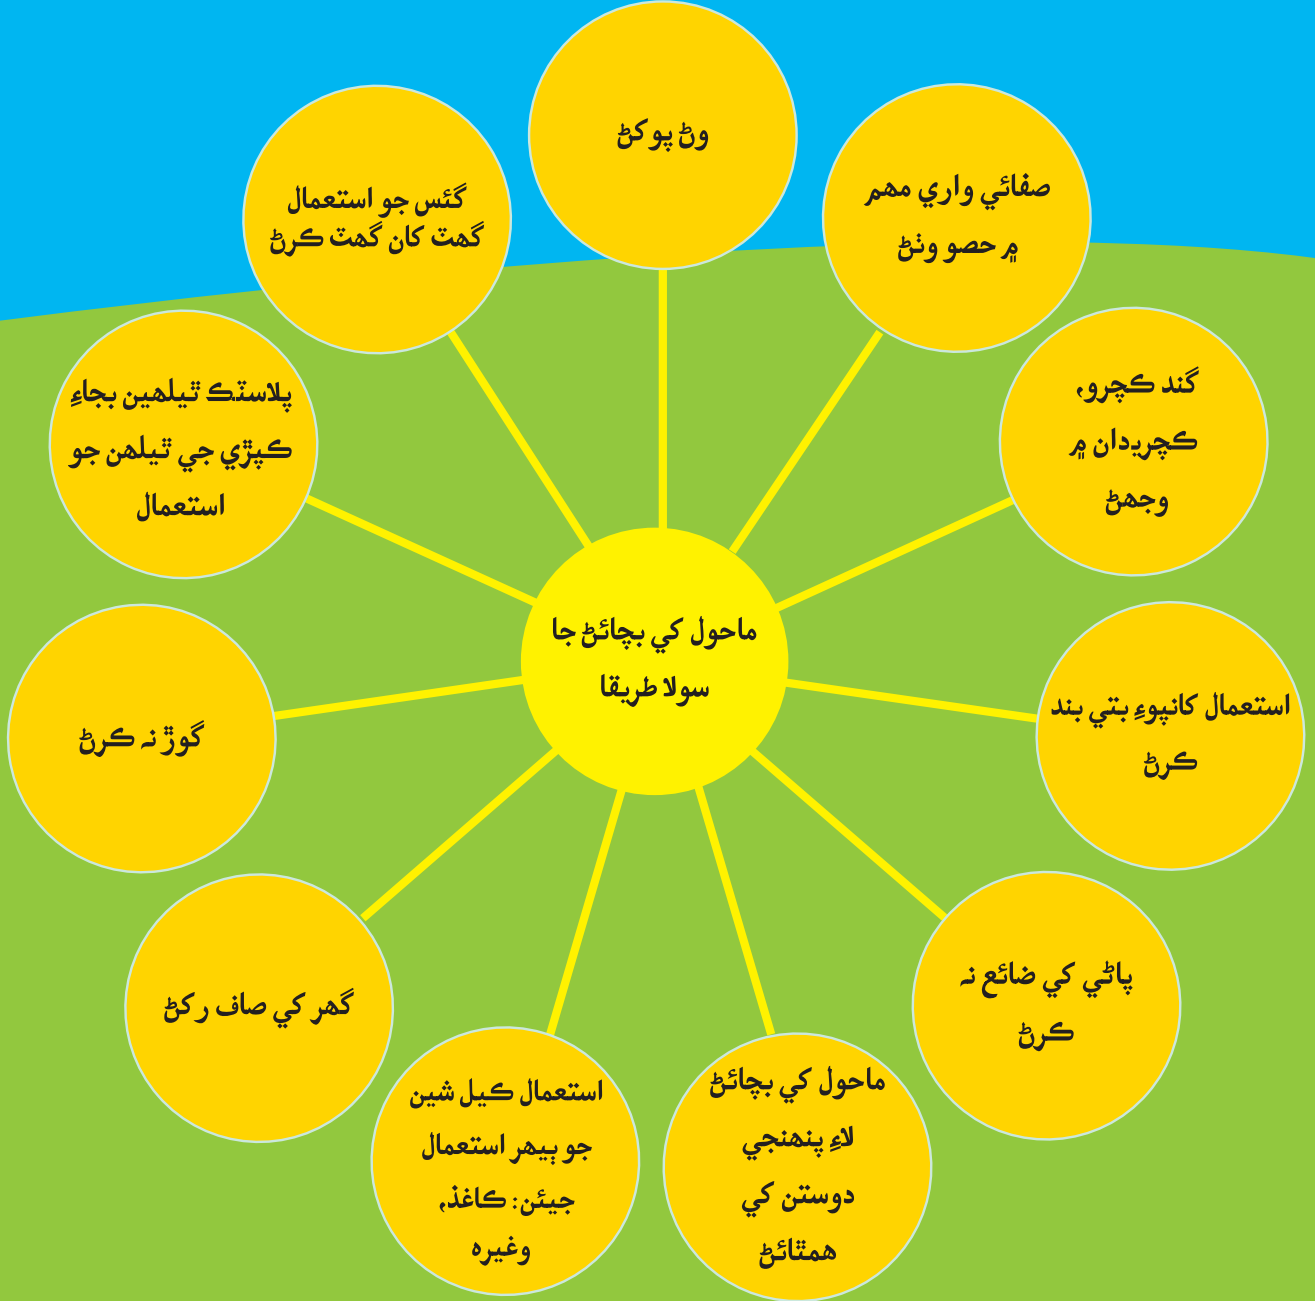 ماحول کي بچائڻ جا
سولا طريقا
وڻ پوکڻ
صفائي واري مهم
۾ حصو وٺڻ
گند ڪچرو،
ڪچريدان ۾
وجهڻ
استعمال کانپوءِ بتي بند
ڪرڻ
پاڻي کي ضائع نہ
ڪرڻ
ماحول کي بچائڻ
لاءِ پنهنجي
دوستن کي
همٿائڻ
استعمال ڪيل شين
جو ٻيهر استعمال
جيئن: ڪاغذ،
وغيره
گهر کي صاف رکڻ
گوڙ نہ ڪرڻ
پلاسٽڪ ٿيلهين بجاءِ
ڪپڙي جي ٿيلهن جو
استعمال
گئس جو استعمال
گهٽ کان گهٽ ڪرڻ